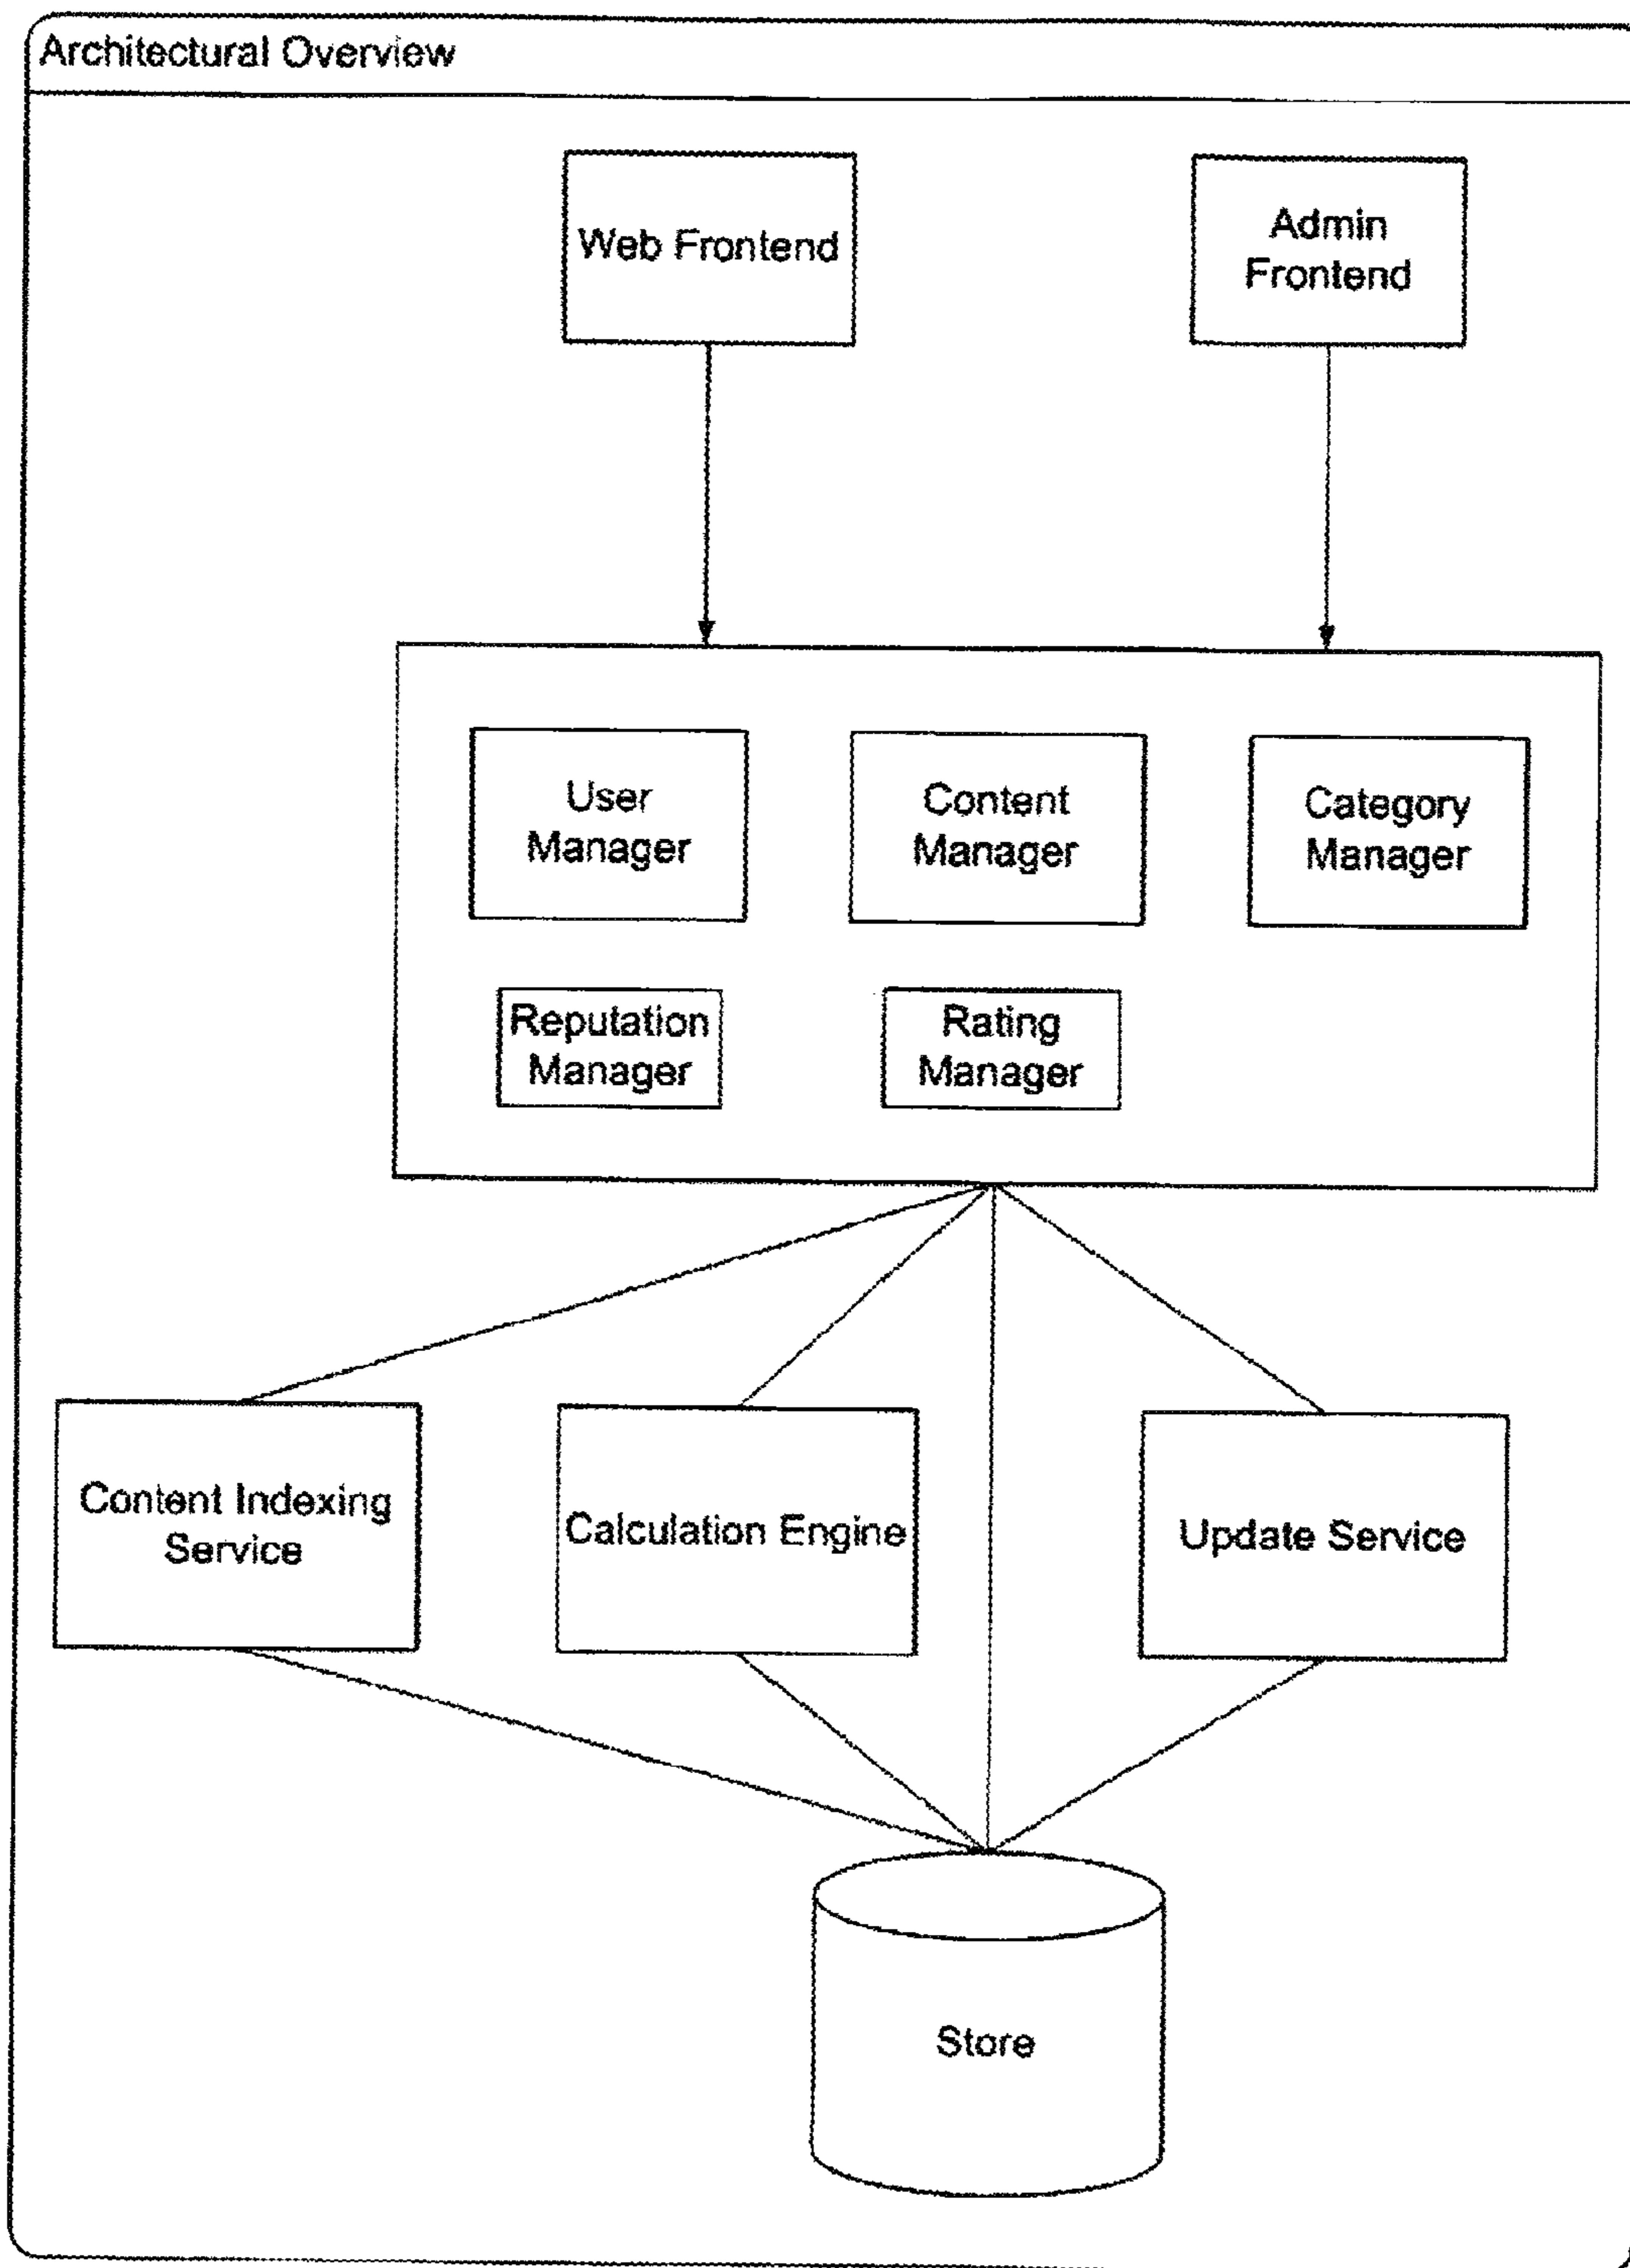 Architectural Overview
Web Frontend
Admin
Frontend
User
Manager
Content
Manager
Category
Manager
Reputation
Manager
Rating
Manager
Content Indexing
Service
Calculation Engine
Update Service
Store